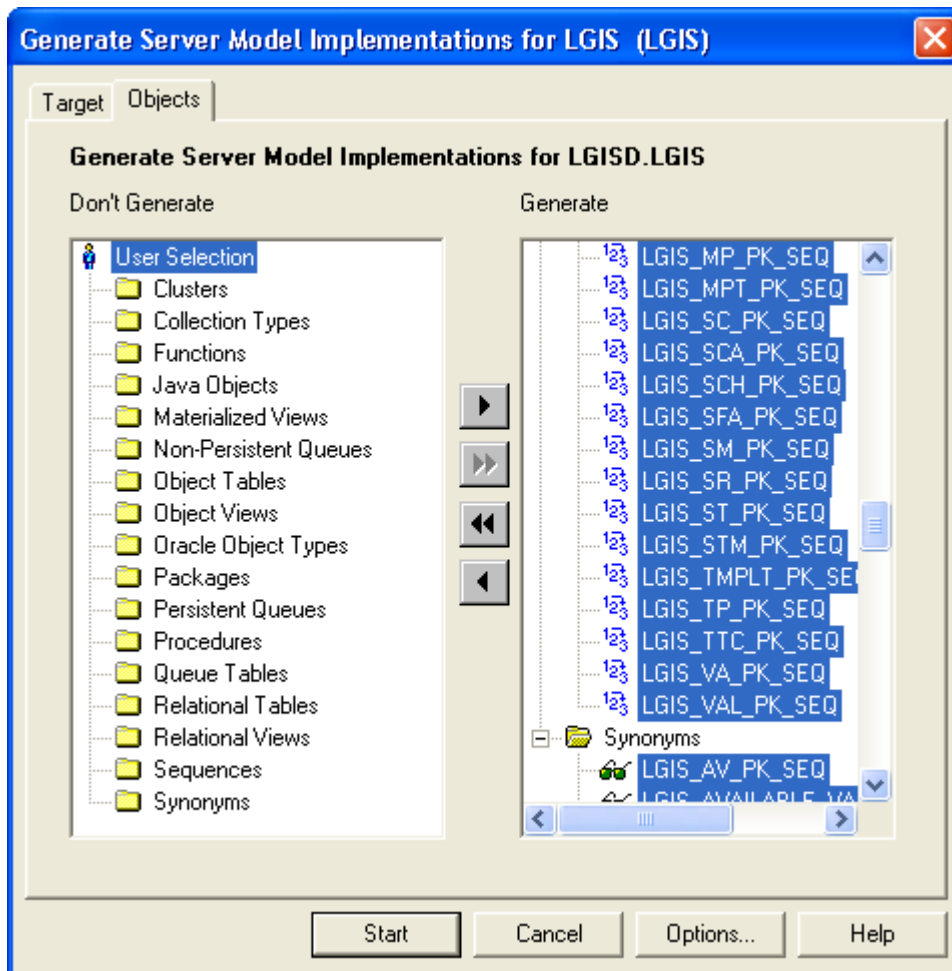 Generate Server Model Implementations for LGIS (LGIS)
Target
Objects
Generate Server Model Implementations for LGISD.LGIS
Don't Generate
User Selection
Clusters
Collection Types
Functions
Java Objects
Materialized Views
Non-Persistent Queues
Object Tables
Object Views
Oracle Object Types
Packages
Persistent Queues
Procedures
Queue Tables
Relational Tables
Relational Views
Sequences
Synonyms
Generate
LGIS_MP_PK_SEQ
LGIS_MPT_PK_SEQ
LGIS_SC_PK_SEQ
LGIS_SCA_PK_SEQ
LGIS_SCH_PK_SEQ
LGIS_SFA_PK_SEQ
LGIS_SM_PK_SEQ
LGIS_SR_PK_SEQ
LGIS_ST_PK_SEQ
LGIS_STM_PK_SEQ
LGIS_TMPLT_PK_SE
LGIS_TP_PK_SEQ
LGIS_TTC_PK_SEQ
LGIS_VA_PK_SEQ
LGIS_VAL_PK_SEQ
Synonyms
LGIS_AV_PK_SEQ
LGIS_AVAILABLE_VA
Start
Cancel
Options...
Help